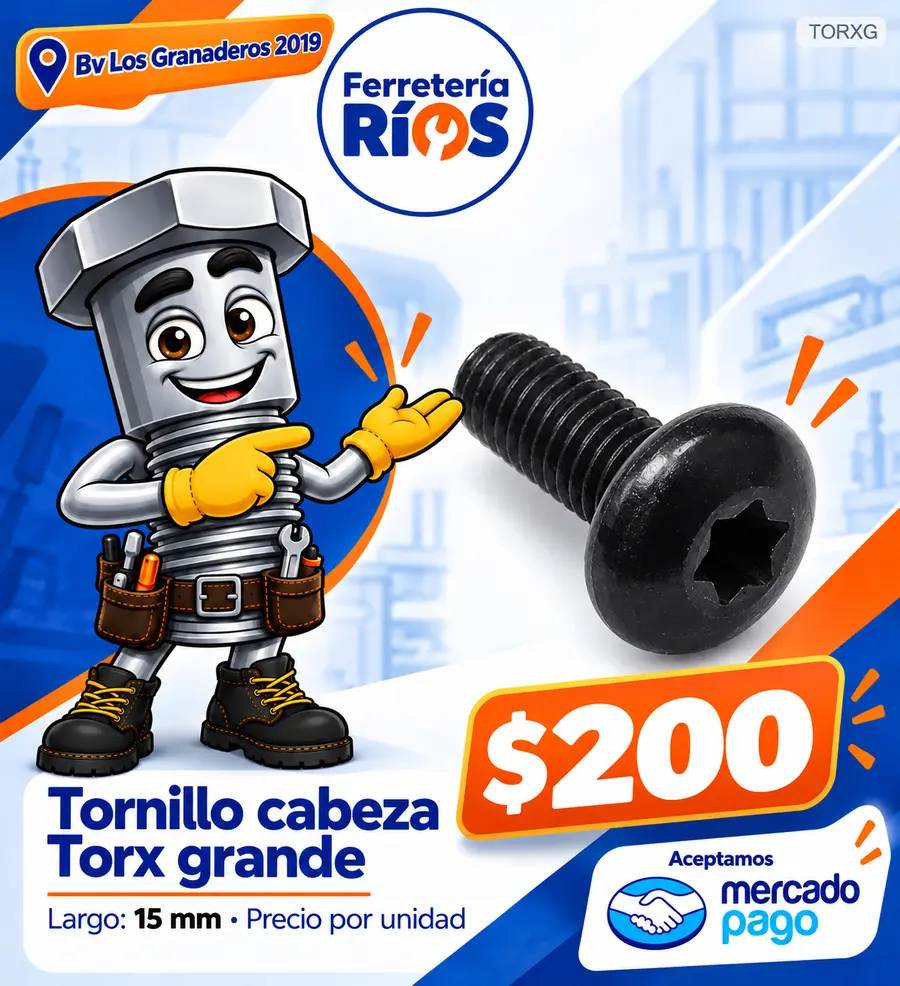 Bv Los Granaderos 2019
TORXG
Ferretería
RÍOS
$200
Tornillo cabeza
Torx grande
Largo: 15 mm • Precio por unidad
Aceptamos
mercado
pago